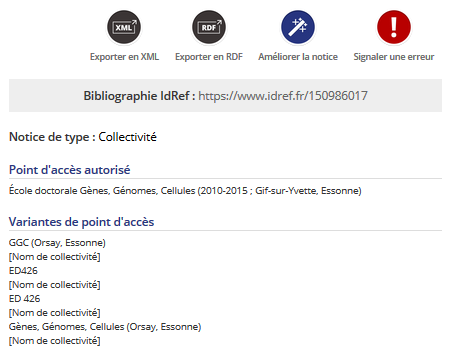 XML
RDF
Exporter en XML Exporter en RDF Améliorer la notice Signaler une erreur
Bibliographie IdRef : https://www.idref.fr/150986017
Notice de type : Collectivité
Point d'accès autorisé
École doctorale Gènes, Génomes, Cellules (2010-2015 ; Gif-sur-Yvette, Essonne)
Variantes de point d'accès
GGC (Orsay, Essonne)
[Nom de collectivité]
ED426
[Nom de collectivité]
ED 426
[Nom de collectivité]
Gènes, Génomes, Cellules (Orsay, Essonne)
[Nom de collectivité]